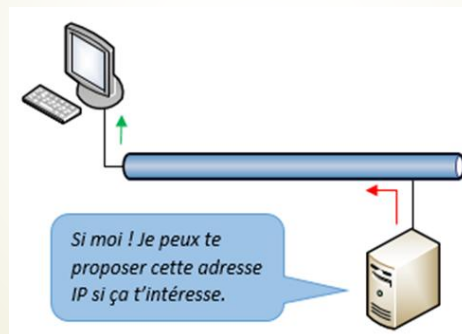 Si moi ! Je peux te
proposer cette adresse
IP si ça t'intéresse.